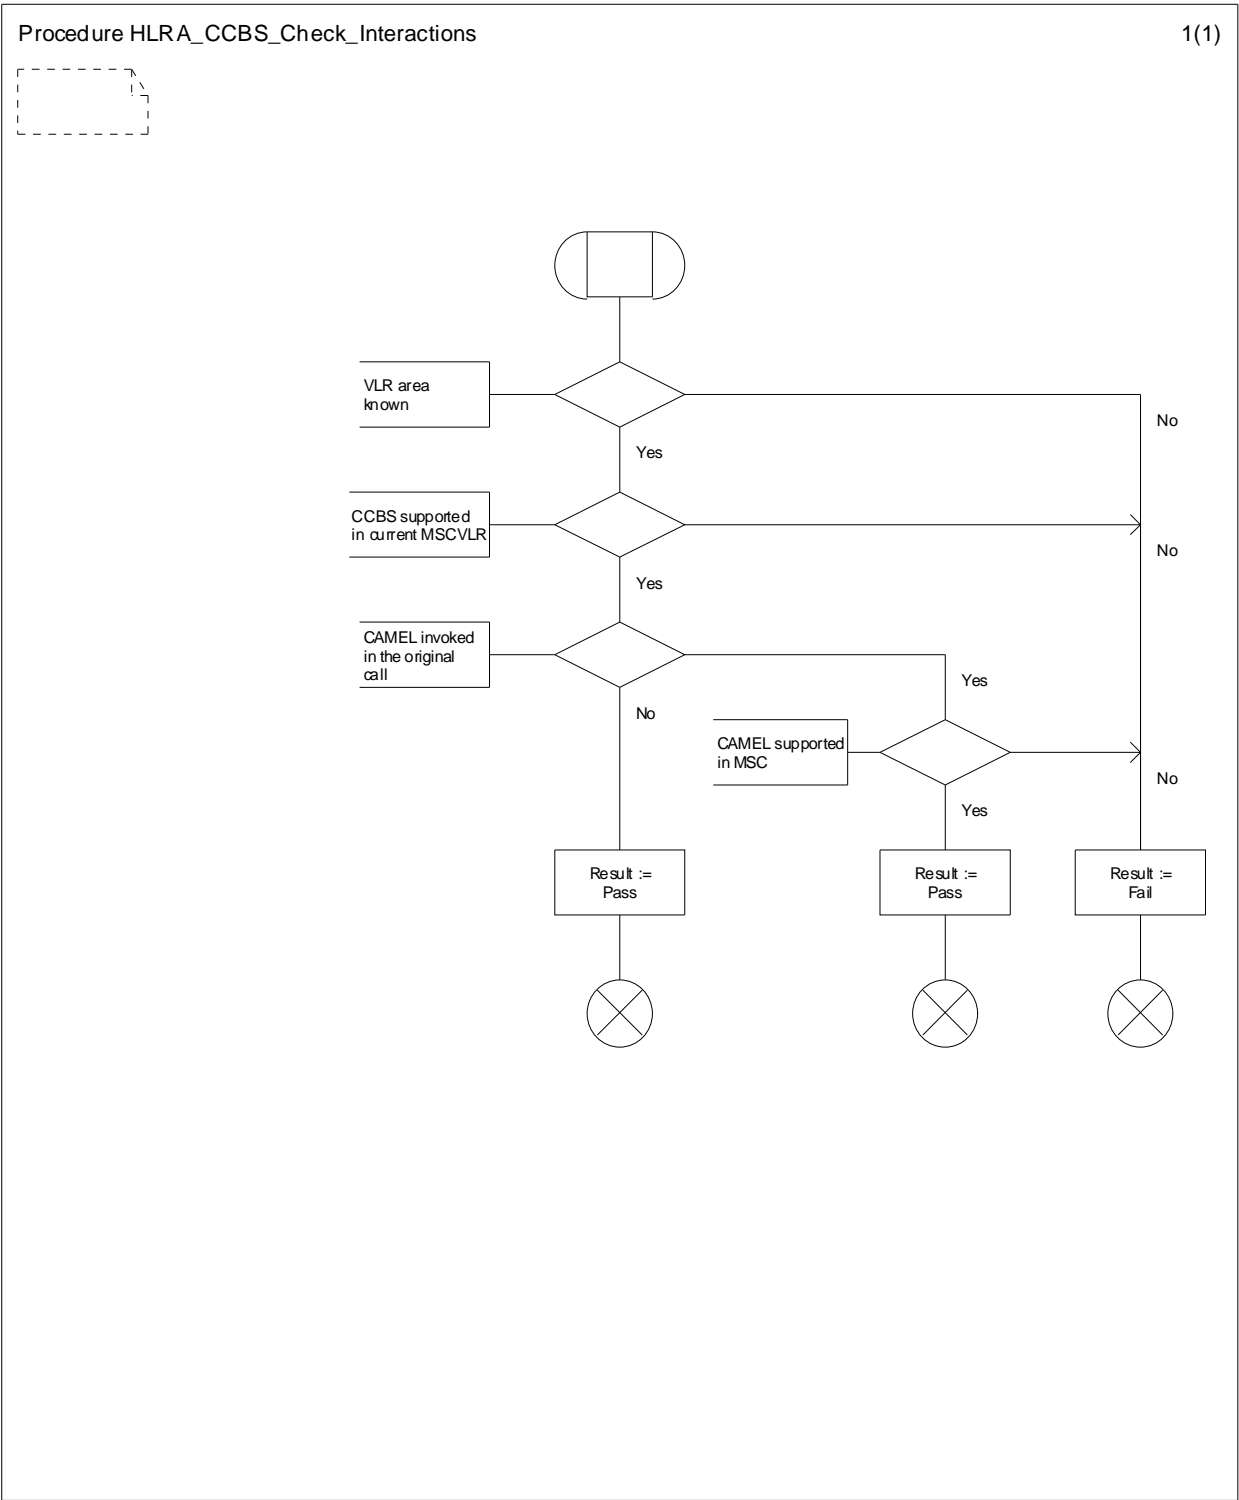 Procedure HLRA_CCBS_Check_Interactions
1(1)
VLR area
known
No
Yes
CCBS supported
in current MSCVLR
No
Yes
CAMEL invoked
in the original
call
Yes
No
CAMEL supported
in MSC
No
Yes
Result :=
Pass
Result :=
Pass
Result :=
Fail